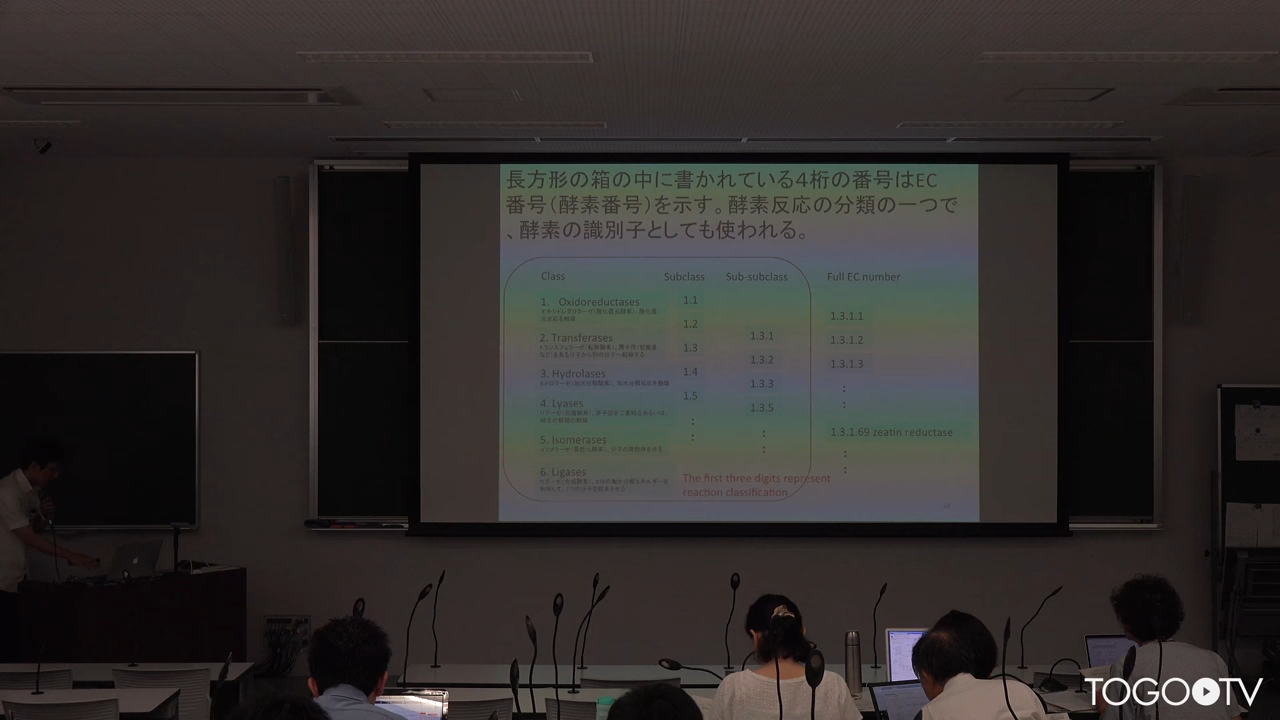 長方形の箱の中に書かれている4桁の番号はEC
番号(酵素番号)を示す。酵素反応の分類の一つで
、酵素の識別子としても使われる。
Class Subclass Sub-subclass Full EC number
1. Oxidoreductases
2. Transferases
3. Hydrolases
4. Lyases
5. Isomerases
6. Ligases
1.1
1.2
1.3
1.4
1.5
:
:
1.3.1
1.3.2
1.3.3
1.3.5
:
:
1.3.1.1
1.3.1.2
1.3.1.3
:
:
1.3.1.69 zeatin reductase
:
:
The first three digits represent
reaction classification
TOGOTV